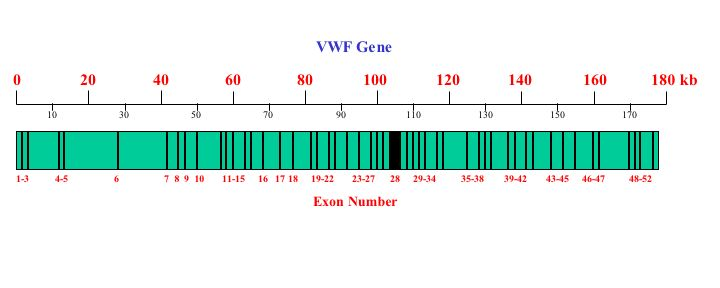 VWF Gene
0 20 40 60 80 100 120 140 160 180 kb
10 30 50 70 90 110 130 150 170
1-3 4-5 6 7 8 9 10 11-15 16 17 18 19-22 23-27 28 29-34 35-38 39-42 43-45 46-47 48-52
Exon Number